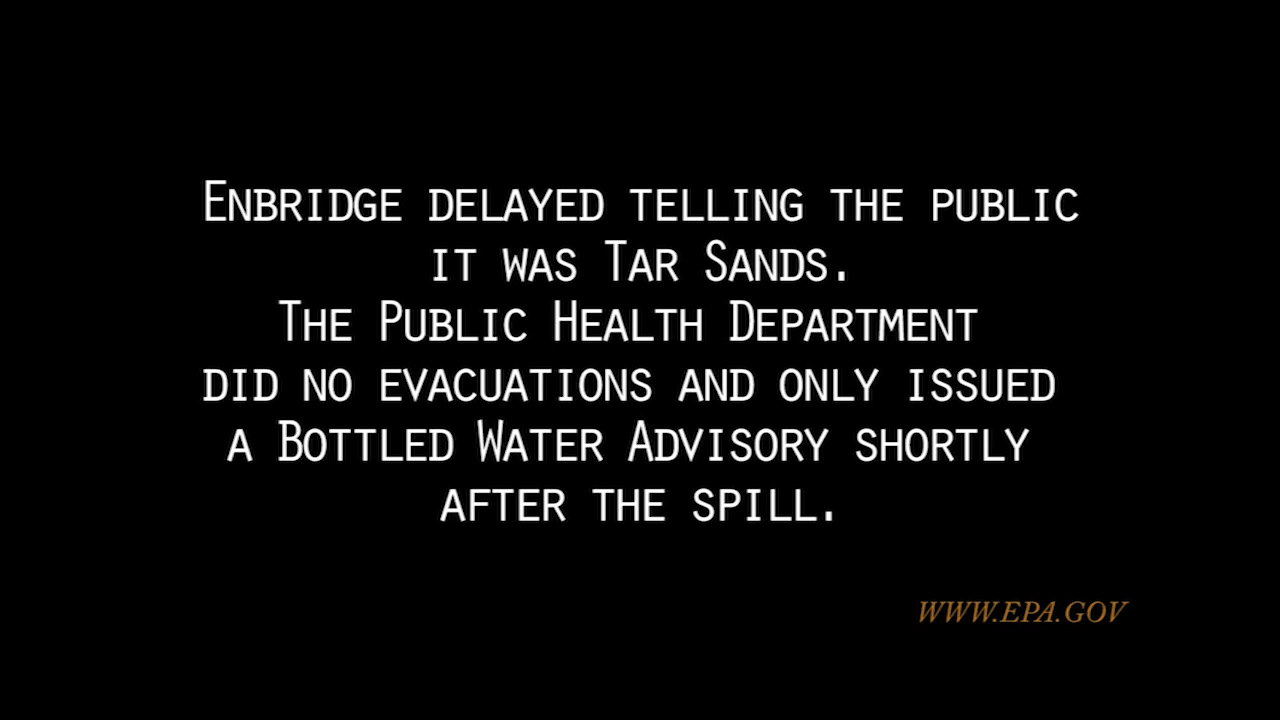 Enbridge delayed telling the public
it was Tar Sands.
The Public Health Department
did no evacuations and only issued
a Bottled Water Advisory shortly
after the spill.
WWW.EPA.GOV